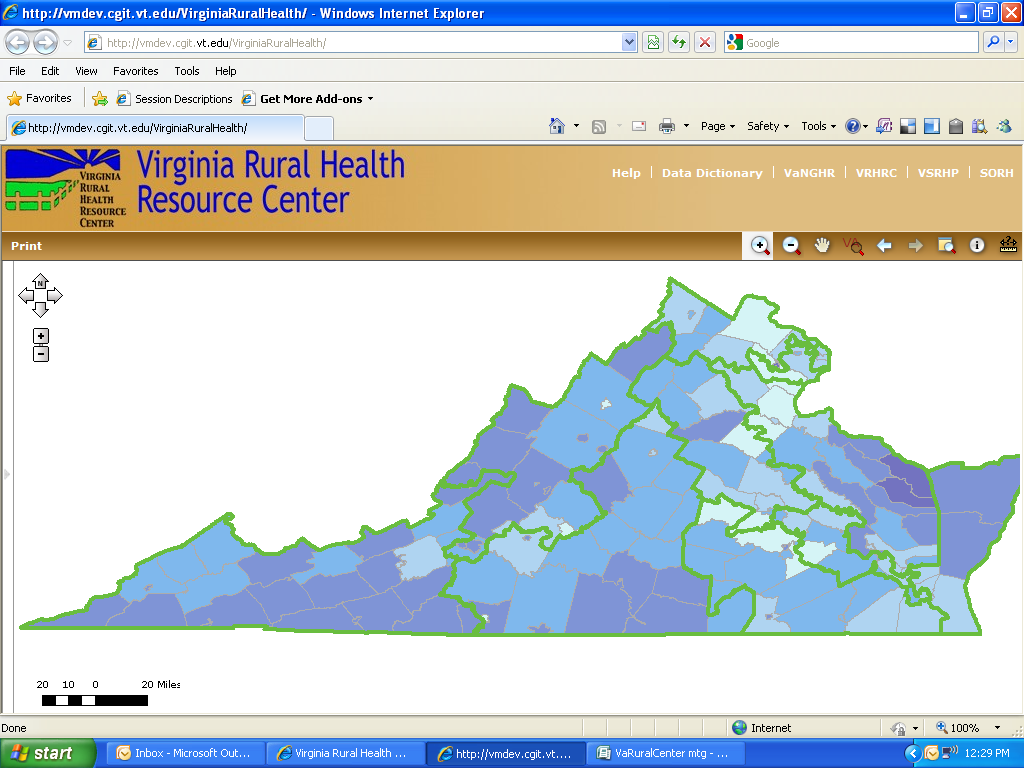 http://vmdev.cgit.vt.edu/VirginiaRuralHealth/ - Windows Internet Explorer
http://vmdev.cgit.vt.edu/VirginiaRuralHealth/ Google
File Edit View Favorites Tools Help
Favorites Session Descriptions Get More Add-ons
http://vmdev.cgit.vt.edu/VirginiaRuralHealth/ Page Safety Tools
VIRGINIA
RURAL
HEALTH
RESOURCE
CENTER
Virginia Rural Health
Resource Center
Help Data Dictionary VaNGHR VRHRC VSRHP SORH
Print
N
+
-
20 10 0 20 Miles
Done Internet 100%
start Inbox - Microsoft Out... Virginia Rural Health ... http://vmdev.cgit.vt.... VaRuralCenter mtg - ... 12:29 PM